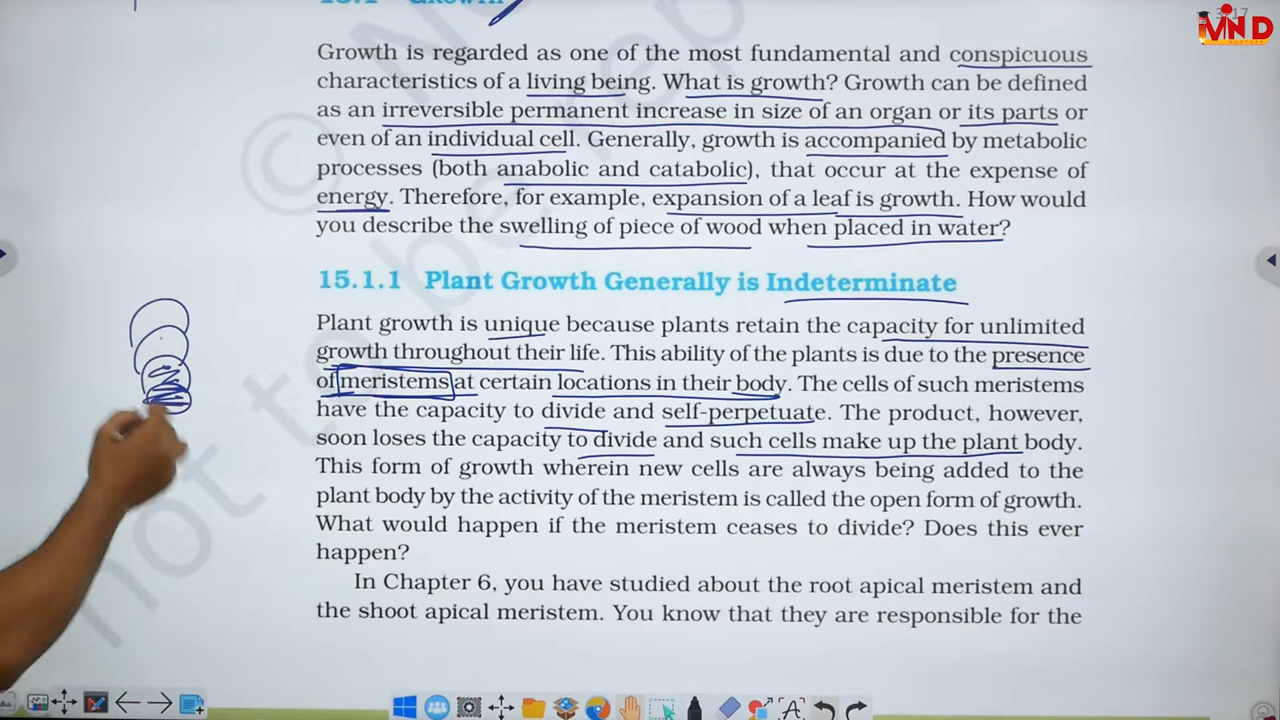 15.1 Growth
Growth is regarded as one of the most fundamental and conspicuous
characteristics of a living being. What is growth? Growth can be defined
as an irreversible permanent increase in size of an organ or its parts or
even of an individual cell. Generally, growth is accompanied by metabolic
processes (both anabolic and catabolic), that occur at the expense of
energy. Therefore, for example, expansion of a leaf is growth. How would
you describe the swelling of piece of wood when placed in water?
15.1.1 Plant Growth Generally is Indeterminate
Plant growth is unique because plants retain the capacity for unlimited
growth throughout their life. This ability of the plants is due to the presence
of meristems at certain locations in their body. The cells of such meristems
have the capacity to divide and self-perpetuate. The product, however,
soon loses the capacity to divide and such cells make up the plant body.
This form of growth wherein new cells are always being added to the
plant body by the activity of the meristem is called the open form of growth.
What would happen if the meristem ceases to divide? Does this ever
happen?
In Chapter 6, you have studied about the root apical meristem and
the shoot apical meristem. You know that they are responsible for the
not to be rep
© N
MVND